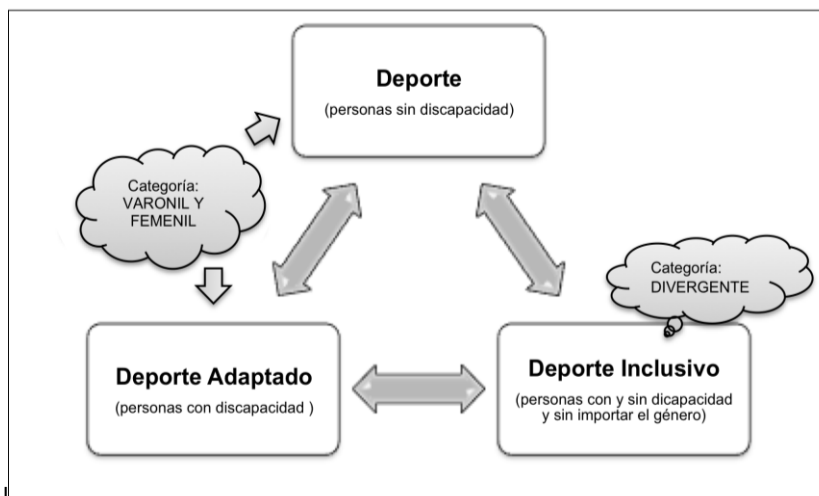 Deporte
(personas sin discapacidad)
Categoría:
VARONIL Y
FEMENIL
Categoría:
DIVERGENTE
Deporte Adaptado
(personas con discapacidad )
Deporte Inclusivo
(personas con y sin dicapacidad
y sin importar el género)